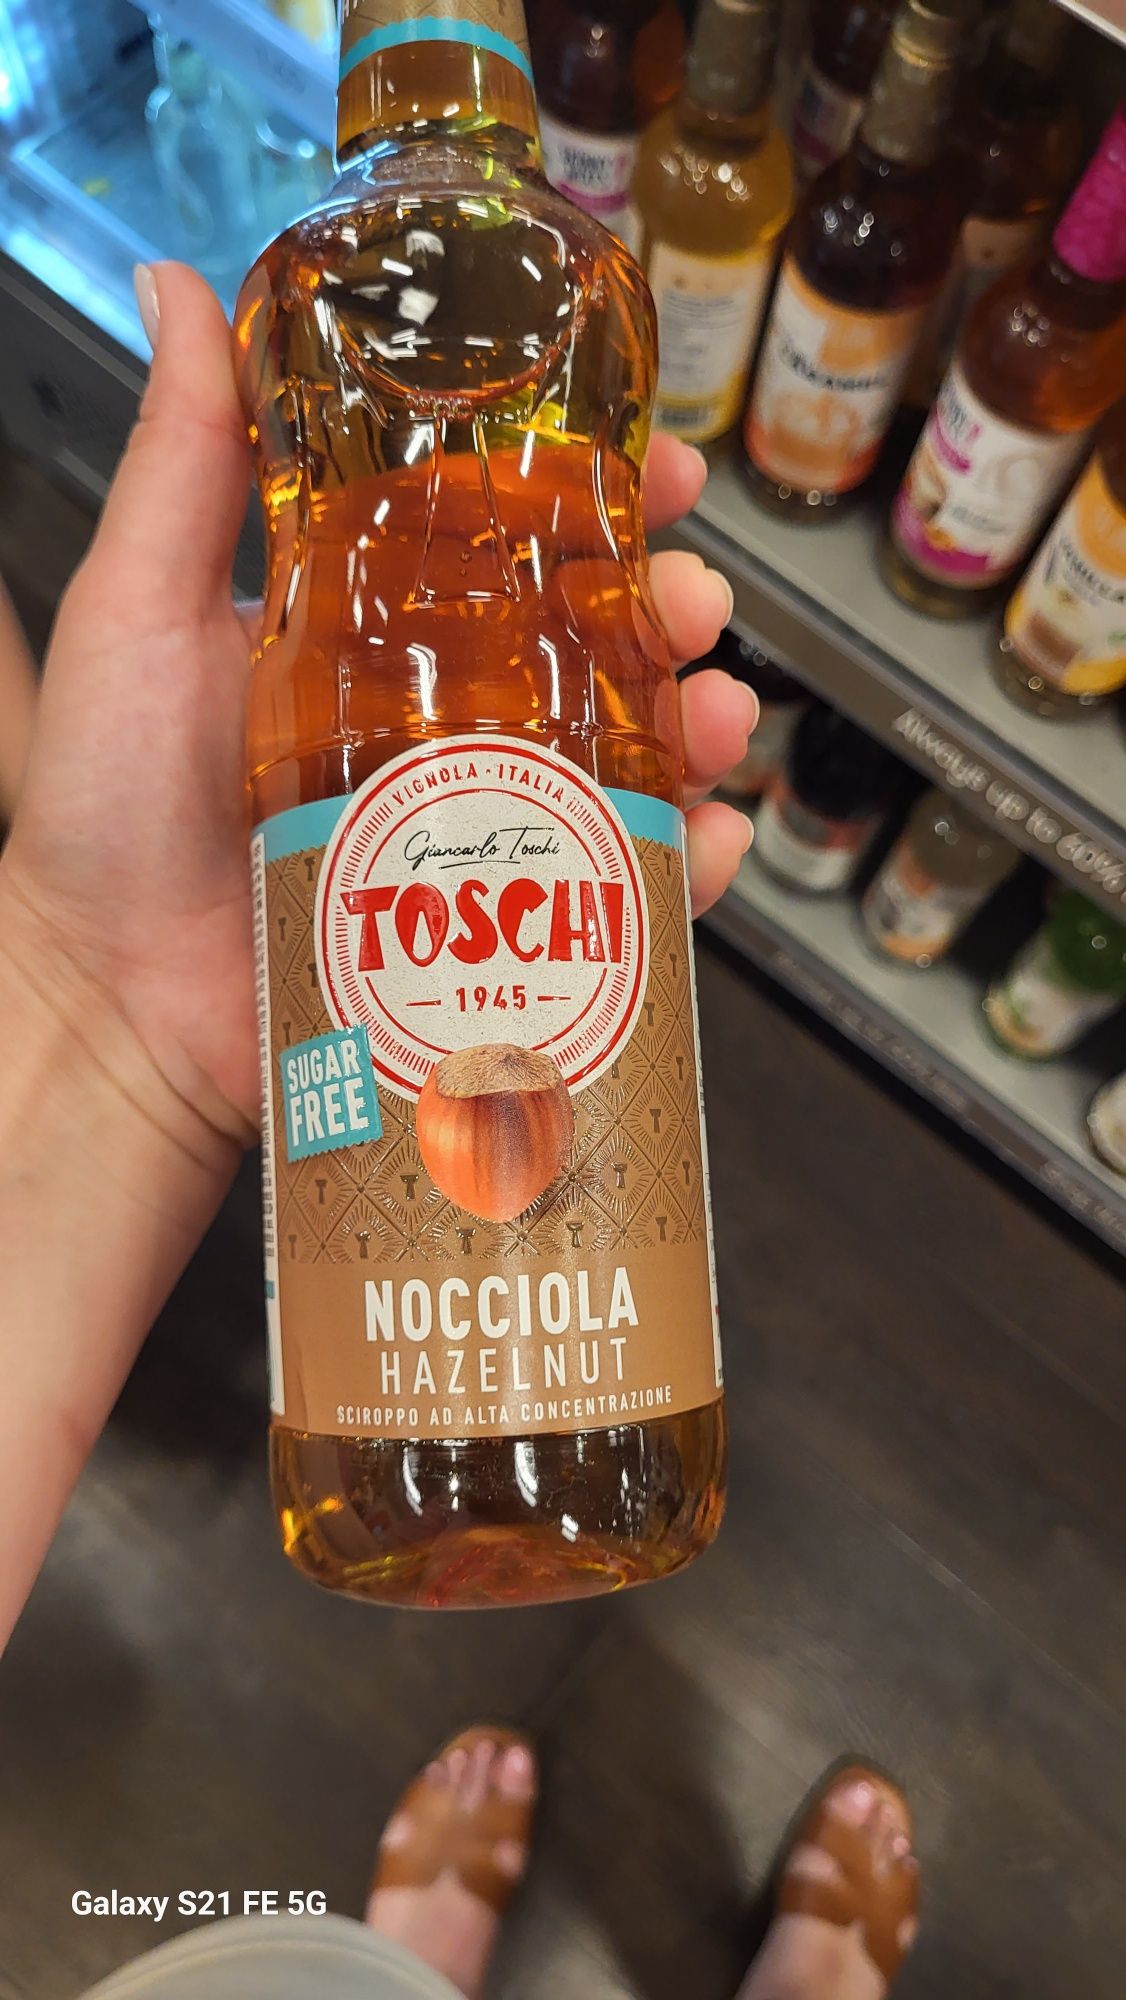 VIGNOLA · ITALIA
Giancarlo Toschi
TOSCHI
1945
SUGAR
FREE
NOCCIOLA
HAZELNUT
SCIROPPO AD ALTA CONCENTRAZIONE
Always up to 60%
Galaxy S21 FE 5G